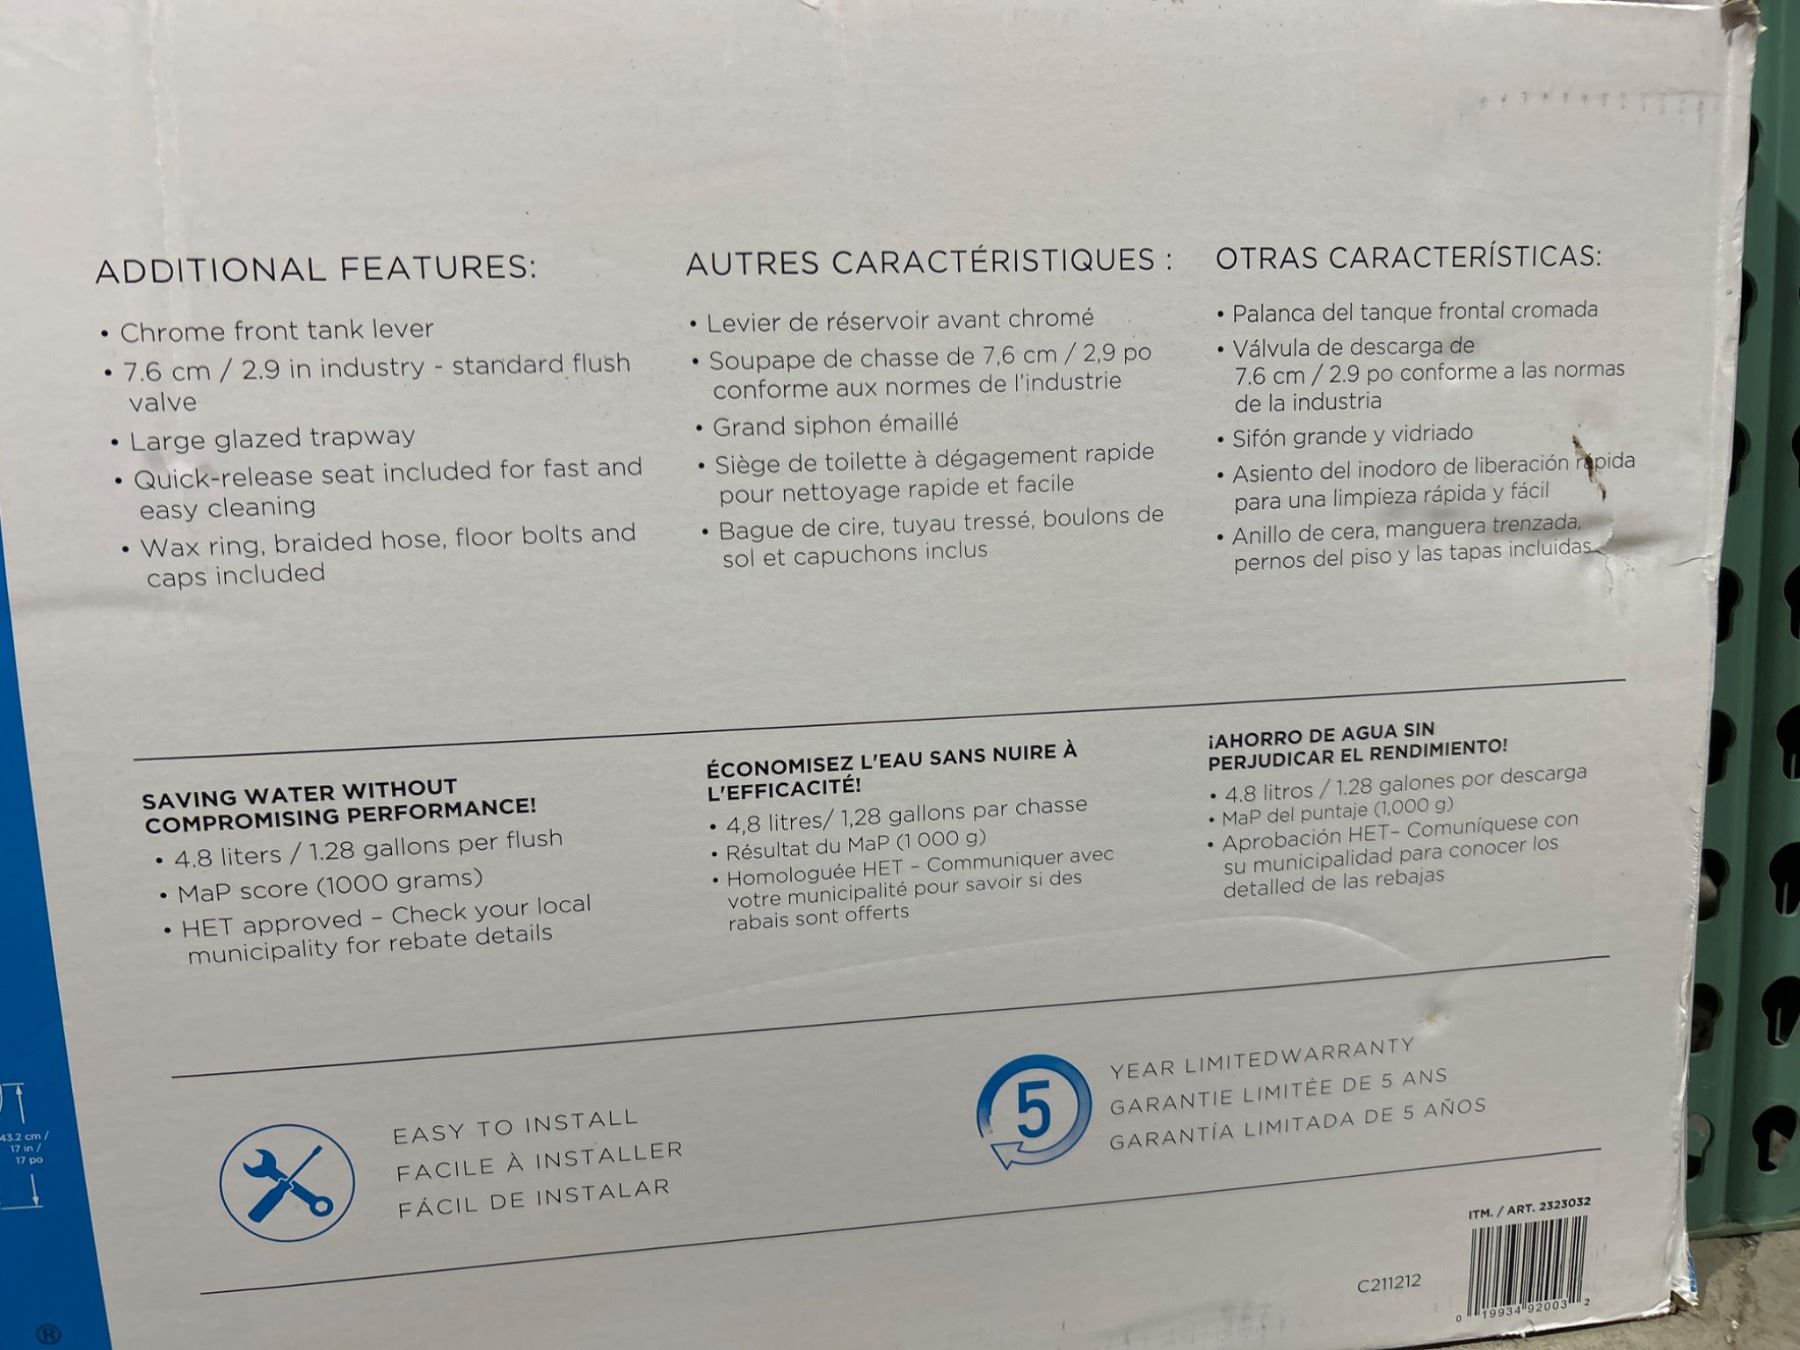 ADDITIONAL FEATURES:
• Chrome front tank lever
• 7.6 cm / 2.9 in industry - standard flush
valve
• Large glazed trapway
• Quick-release seat included for fast and
easy cleaning
• Wax ring, braided hose, floor bolts and
caps included
AUTRES CARACTÉRISTIQUES :
• Levier de réservoir avant chromé
• Soupape de chasse de 7,6 cm / 2,9 po
conforme aux normes de l'industrie
• Grand siphon émaillé
• Siège de toilette à dégagement rapide
pour nettoyage rapide et facile
• Bague de cire, tuyau tressé, boulons de
sol et capuchons inclus
OTRAS CARACTERÍSTICAS:
• Palanca del tanque frontal cromada
• Válvula de descarga de
7.6 cm / 2.9 po conforme a las normas
de la industria
• Sifón grande y vidriado
• Asiento del inodoro de liberación rápida
para una limpieza rápida y fácil
• Anillo de cera, manguera trenzada,
pernos del piso y las tapas incluidas
SAVING WATER WITHOUT
COMPROMISING PERFORMANCE!
• 4.8 liters / 1.28 gallons per flush
• MaP score (1000 grams)
• HET approved – Check your local
municipality for rebate details
ÉCONOMISEZ L'EAU SANS NUIRE À
L'EFFICACITÉ!
• 4,8 litres/ 1,28 gallons par chasse
• Résultat du MaP (1 000 g)
• Homologuée HET – Communiquer avec
votre municipalité pour savoir si des
rabais sont offerts
¡AHORRO DE AGUA SIN
PERJUDICAR EL RENDIMIENTO!
• 4.8 litros / 1.28 galones por descarga
• MaP del puntaje (1,000 g)
• Aprobación HET– Comuníquese con
su municipalidad para conocer los
detalled de las rebajas
EASY TO INSTALL
FACILE À INSTALLER
FÁCIL DE INSTALAR
5
YEAR LIMITEDWARRANTY
GARANTIE LIMITÉE DE 5 ANS
GARANTÍA LIMITADA DE 5 AÑOS
43.2 cm /
17 in /
17 po
®
ITM. / ART. 2323032
C211212
0 19934 92003 2